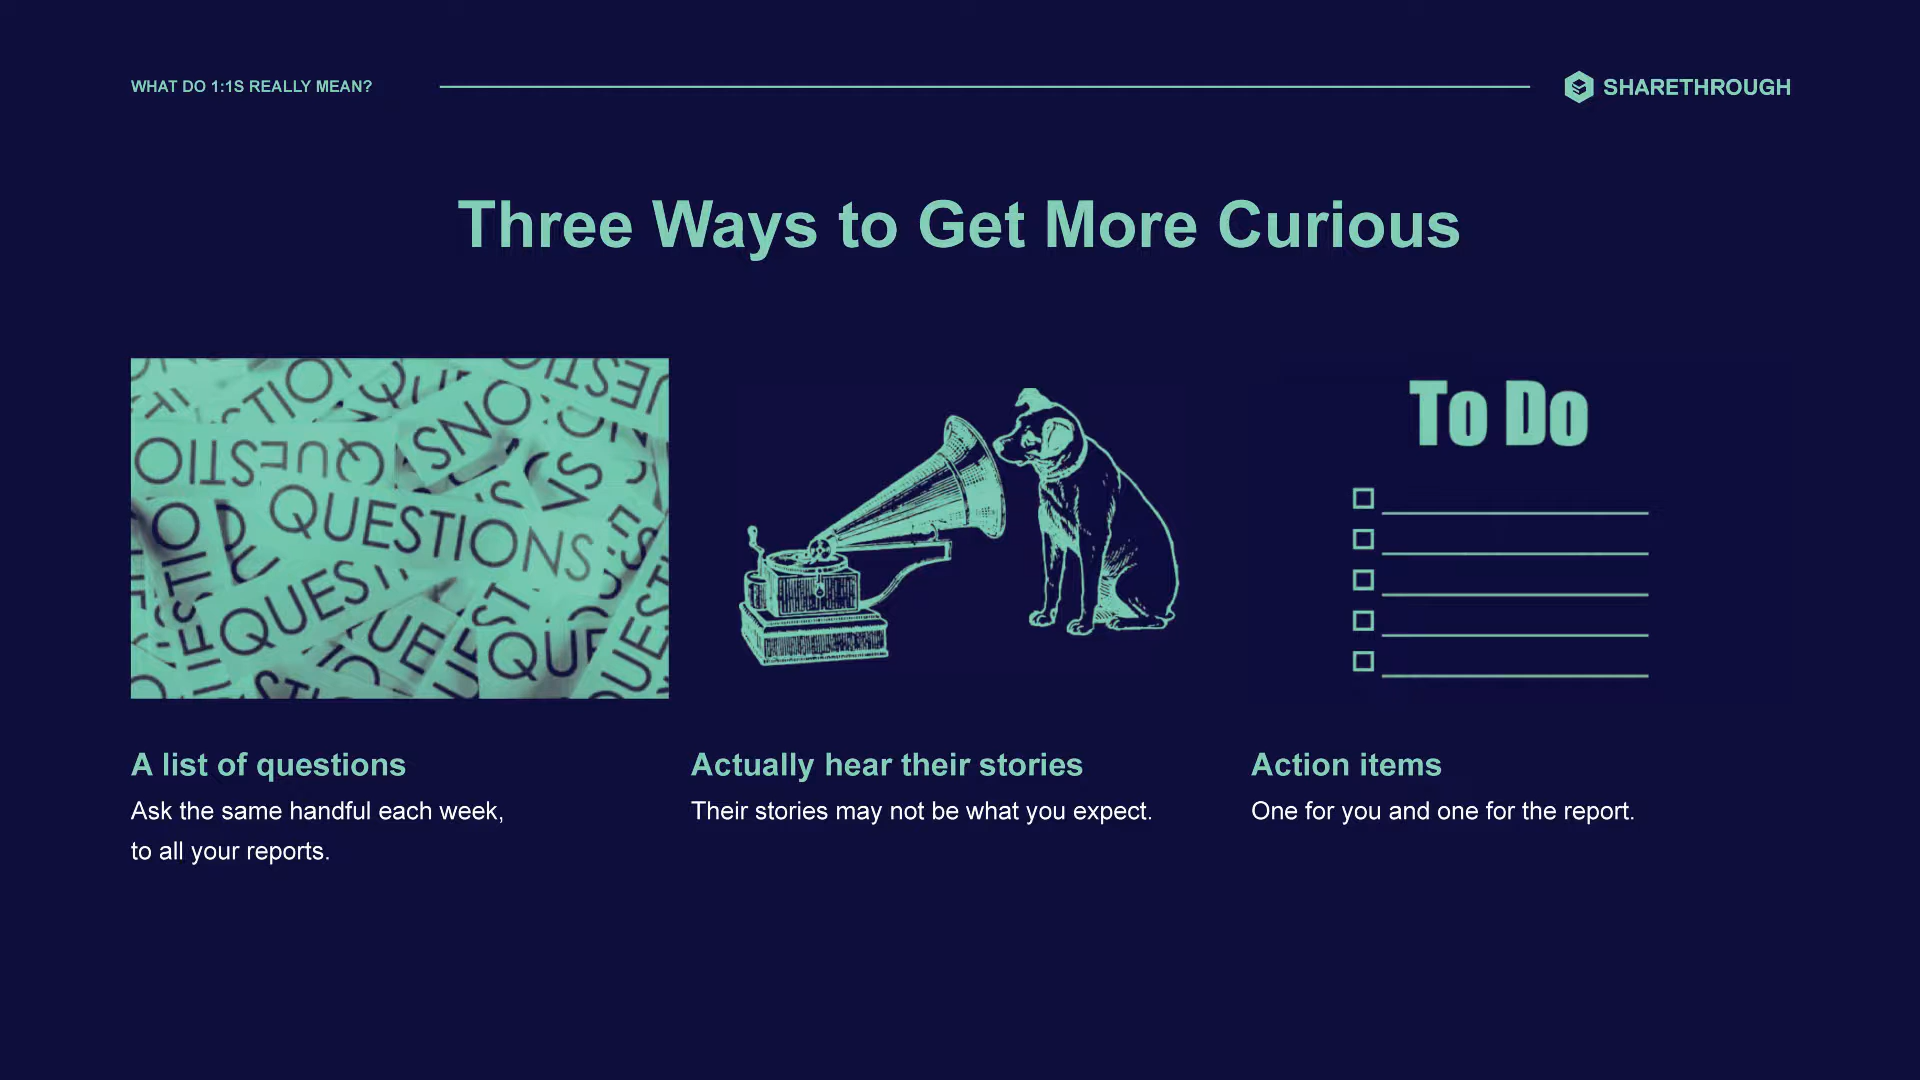 WHAT DO 1:1S REALLY MEAN?
SHARETHROUGH
Three Ways to Get More Curious
QUESTIONS
To Do
A list of questions
Ask the same handful each week,
to all your reports.
Actually hear their stories
Their stories may not be what you expect.
Action items
One for you and one for the report.